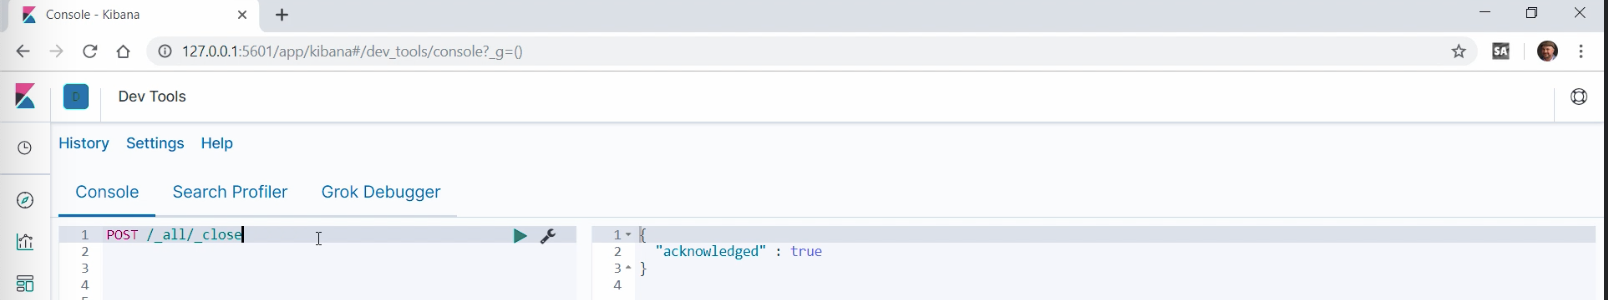 Console - Kibana
127.0.0.1:5601/app/kibana#/dev_tools/console?_g=()
SA
D
Dev Tools
History Settings Help
Console Search Profiler Grok Debugger
1 POST /_all/_close
2
3
4
1 {
2 "acknowledged" : true
3 }
4